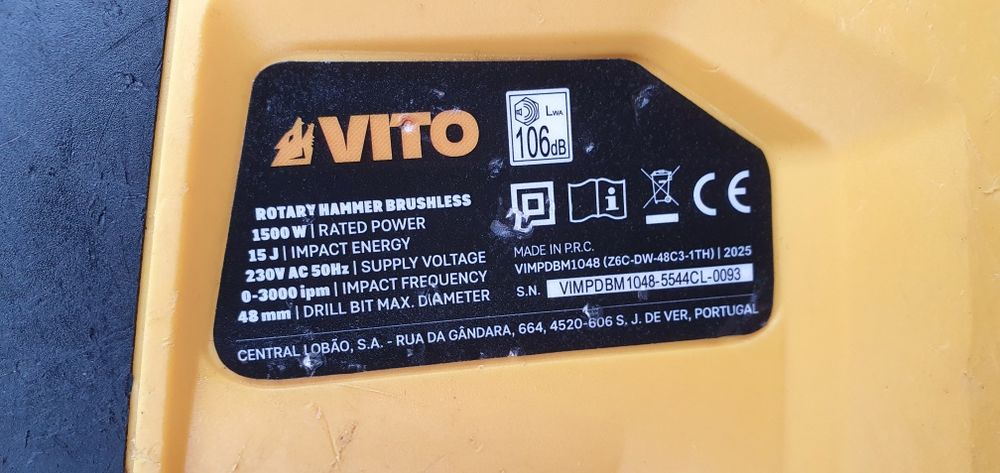 VITO
LWA
106dB
ROTARY HAMMER BRUSHLESS
1500 W | RATED POWER
15 J | IMPACT ENERGY
230V AC 50Hz | SUPPLY VOLTAGE
0-3000 ipm | IMPACT FREQUENCY
48 mm | DRILL BIT MAX. DIAMETER
CE
MADE IN P.R.C.
VIMPDBM1048 (Z6C-DW-48C3-1TH) | 2025
S.N. VIMPDBM1048-5544CL-0093
CENTRAL LOBÃO, S.A. - RUA DA GÂNDARA, 664, 4520-606 S. J. DE VER, PORTUGAL